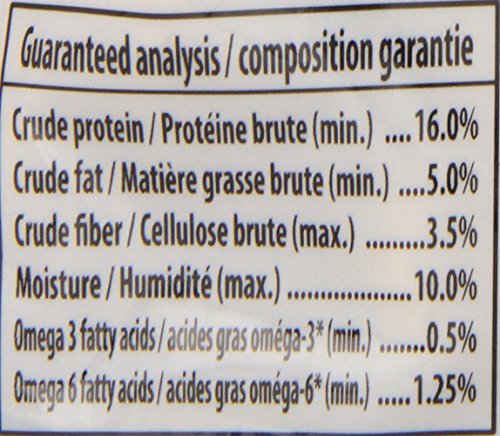 Guaranteed analysis / composition garantie
Crude protein / Protéine brute (min.) ....16.0%
Crude fat / Matière grasse brute (min.) ....5.0%
Crude fiber / Cellulose brute (max.) .........3.5%
Moisture / Humidité (max.) ...................10.0%
Omega 3 fatty acids / acides gras oméga-3* (min.) .......0.5%
Omega 6 fatty acids / acides gras oméga-6* (min.) .....1.25%